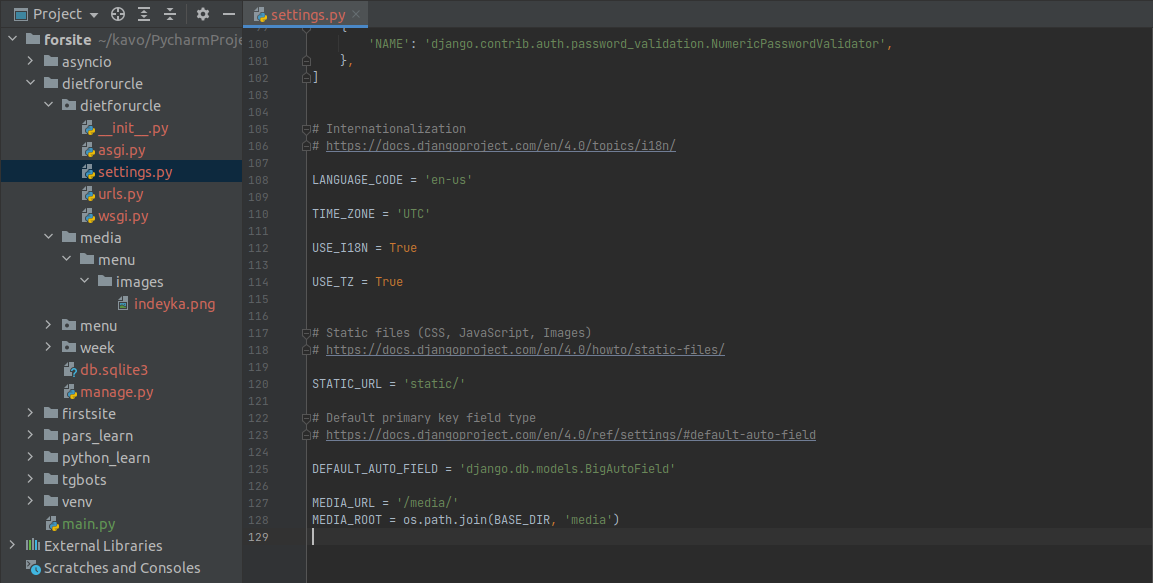 Project
settings.py
forsite ~/kavo/PycharmProje
asyncio
dietforurcle
dietforurcle
__init__.py
asgi.py
settings.py
urls.py
wsgi.py
media
menu
images
indeyka.png
menu
week
db.sqlite3
manage.py
firstsite
pars_learn
python_learn
tgbots
venv
main.py
External Libraries
Scratches and Consoles
100 'NAME': 'django.contrib.auth.password_validation.NumericPasswordValidator',
101 },
102 ]
103
104
105 # Internationalization
106 # https://docs.djangoproject.com/en/4.0/topics/i18n/
107
108 LANGUAGE_CODE = 'en-us'
109
110 TIME_ZONE = 'UTC'
111
112 USE_I18N = True
113
114 USE_TZ = True
115
116
117 # Static files (CSS, JavaScript, Images)
118 # https://docs.djangoproject.com/en/4.0/howto/static-files/
119
120 STATIC_URL = 'static/'
121
122 # Default primary key field type
123 # https://docs.djangoproject.com/en/4.0/ref/settings/#default-auto-field
124
125 DEFAULT_AUTO_FIELD = 'django.db.models.BigAutoField'
126
127 MEDIA_URL = '/media/'
128 MEDIA_ROOT = os.path.join(BASE_DIR, 'media')
129